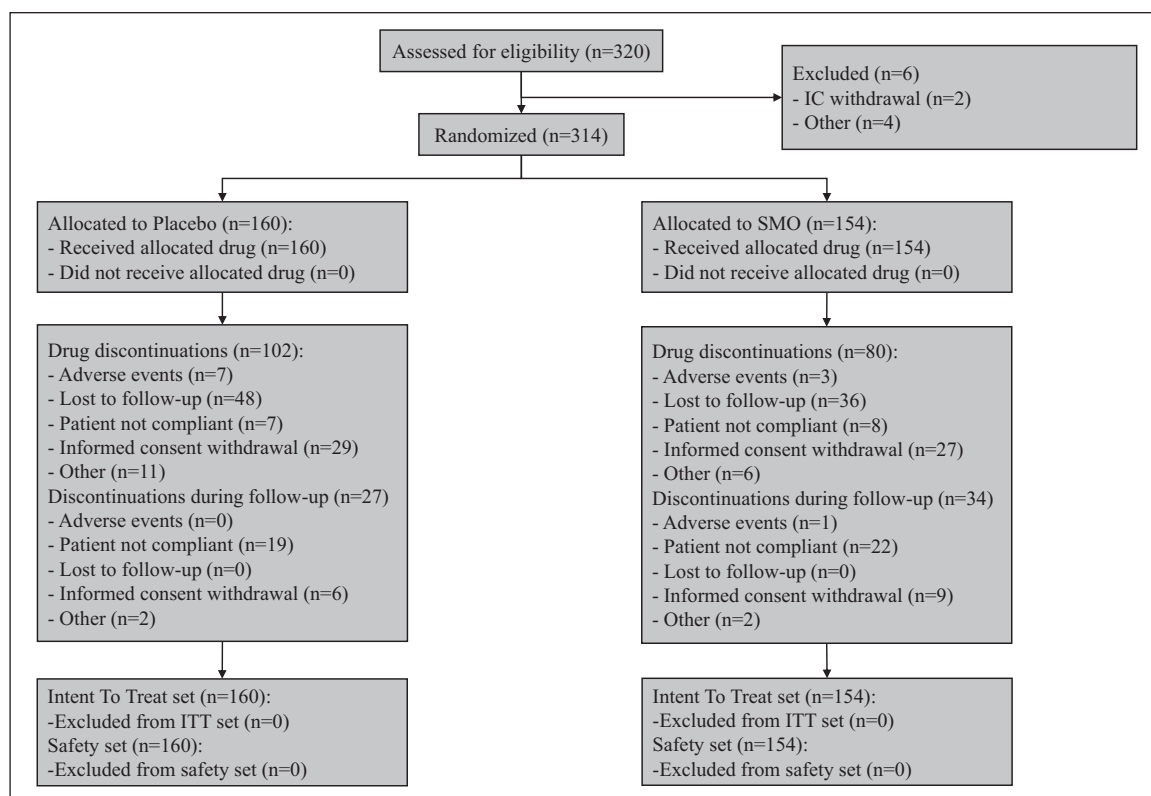 Assessed for eligibility (n=320)
Excluded (n=6)
- IC withdrawal (n=2)
- Other (n=4)
Randomized (n=314)
Allocated to Placebo (n=160):
- Received allocated drug (n=160)
- Did not receive allocated drug (n=0)
Allocated to SMO (n=154):
- Received allocated drug (n=154)
- Did not receive allocated drug (n=0)
Drug discontinuations (n=102):
- Adverse events (n=7)
- Lost to follow-up (n=48)
- Patient not compliant (n=7)
- Informed consent withdrawal (n=29)
- Other (n=11)
Discontinuations during follow-up (n=27)
- Adverse events (n=0)
- Patient not compliant (n=19)
- Lost to follow-up (n=0)
- Informed consent withdrawal (n=6)
- Other (n=2)
Drug discontinuations (n=80):
- Adverse events (n=3)
- Lost to follow-up (n=36)
- Patient not compliant (n=8)
- Informed consent withdrawal (n=27)
- Other (n=6)
Discontinuations during follow-up (n=34)
- Adverse events (n=1)
- Patient not compliant (n=22)
- Lost to follow-up (n=0)
- Informed consent withdrawal (n=9)
- Other (n=2)
Intent To Treat set (n=160):
-Excluded from ITT set (n=0)
Safety set (n=160):
-Excluded from safety set (n=0)
Intent To Treat set (n=154):
-Excluded from ITT set (n=0)
Safety set (n=154):
-Excluded from safety set (n=0)